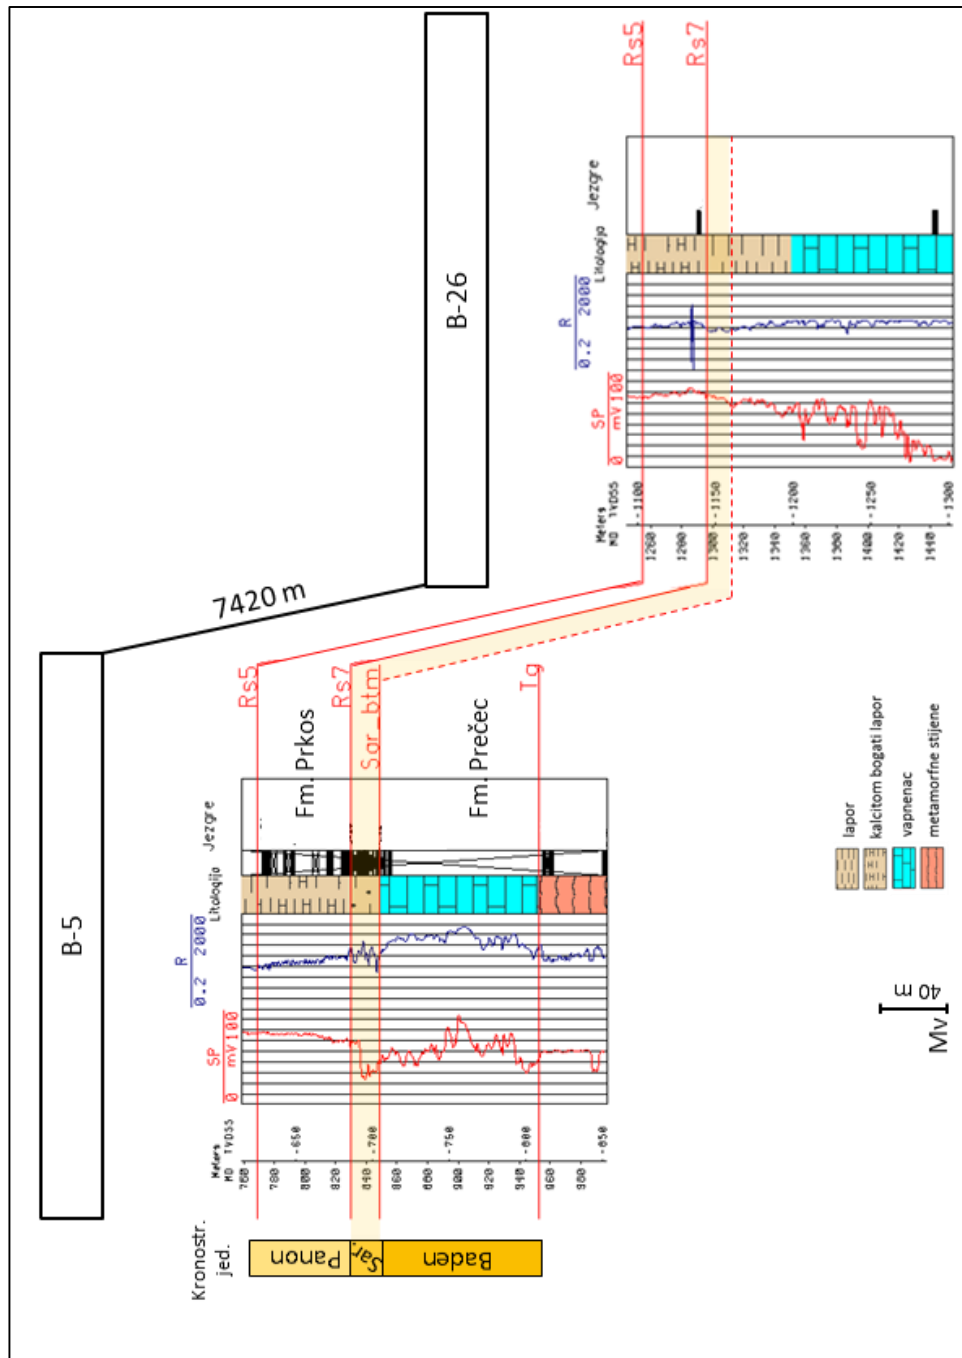 B-5
B-26
7420 m
Kronostr.
jed.
Panon
Sar.
Baden
Meters
MD TVDSS
760
780
800
820
840
860
880
900
920
940
960
980
-650
-700
-750
-800
-850
SP
0 mV 100
R
0.2 2000
Litologija
Jezgre
Rs5
Rs7
Sar_btm
Tg
Fm. Prkos
Fm. Prečec
Meters
MD TVDSS
1260
1280
1300
1320
1340
1360
1380
1400
1420
1440
-1100
-1150
-1200
-1250
-1300
SP
0 mV 100
R
0.2 2000
Litologija
Jezgre
Rs5
Rs7
Mv
40 m
lapor
kalcitom bogati lapor
vapnenac
metamorfne stijene